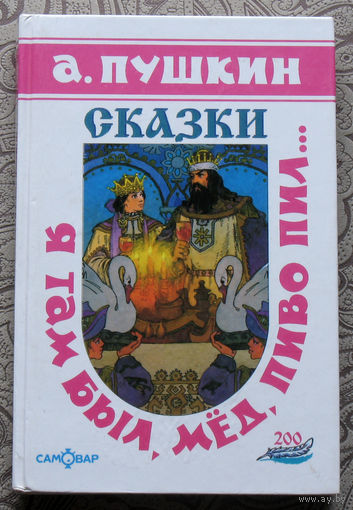 А. ПУШКИН
СКАЗКИ
Я ТАМ БЫЛ, МЁД, ПИВО ПИЛ...
САМОВАР
200
www.ay.by